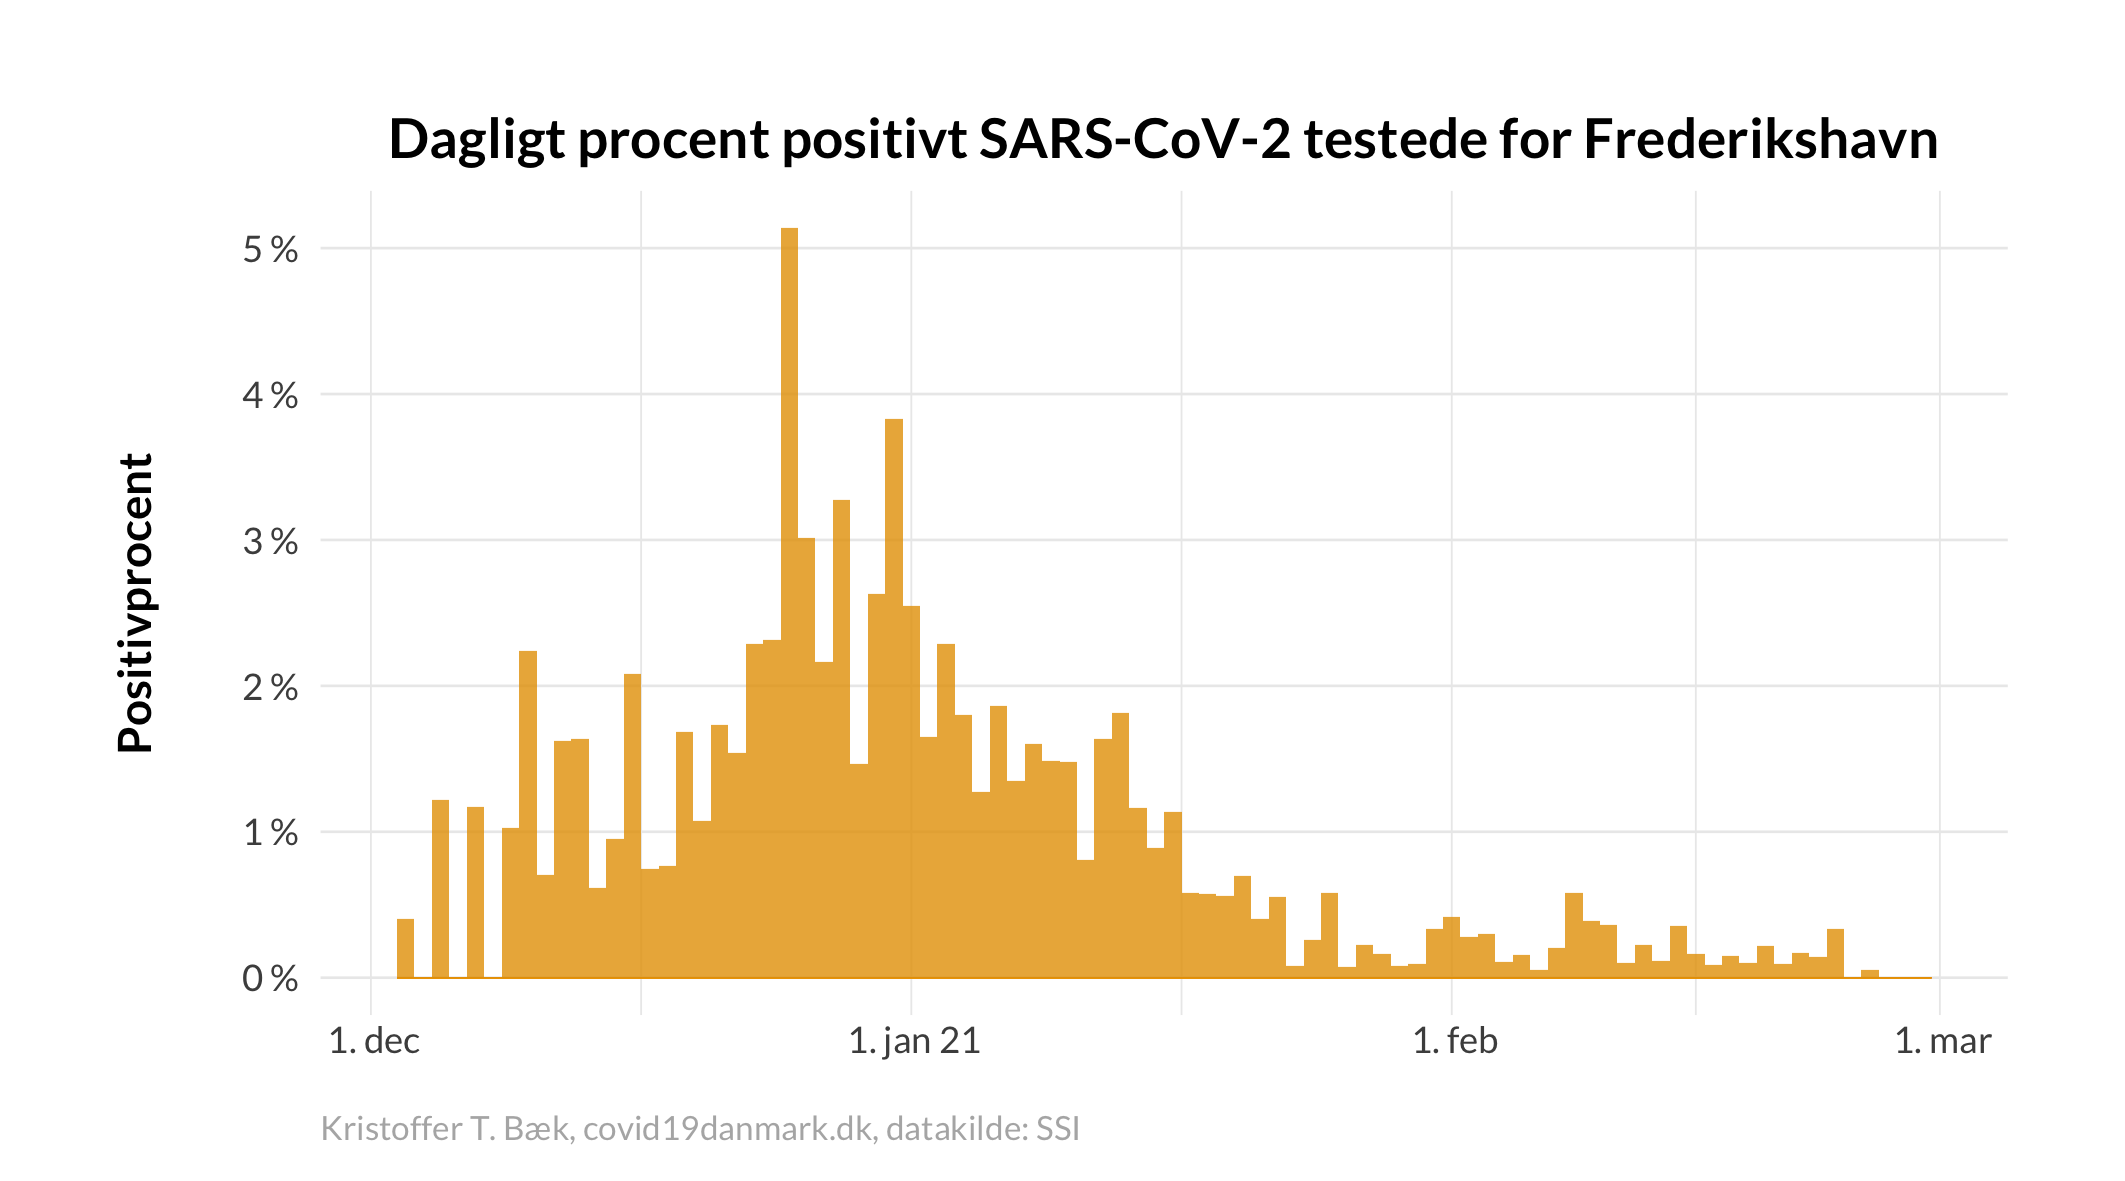 Dagligt procent positivt SARS-CoV-2 testede for Frederikshavn
Positivprocent
5 %
4 %
3 %
2 %
1 %
0 %
1. dec
1. jan 21
1. feb
1. mar
Kristoffer T. Bæk, covid19danmark.dk, datakilde: SSI